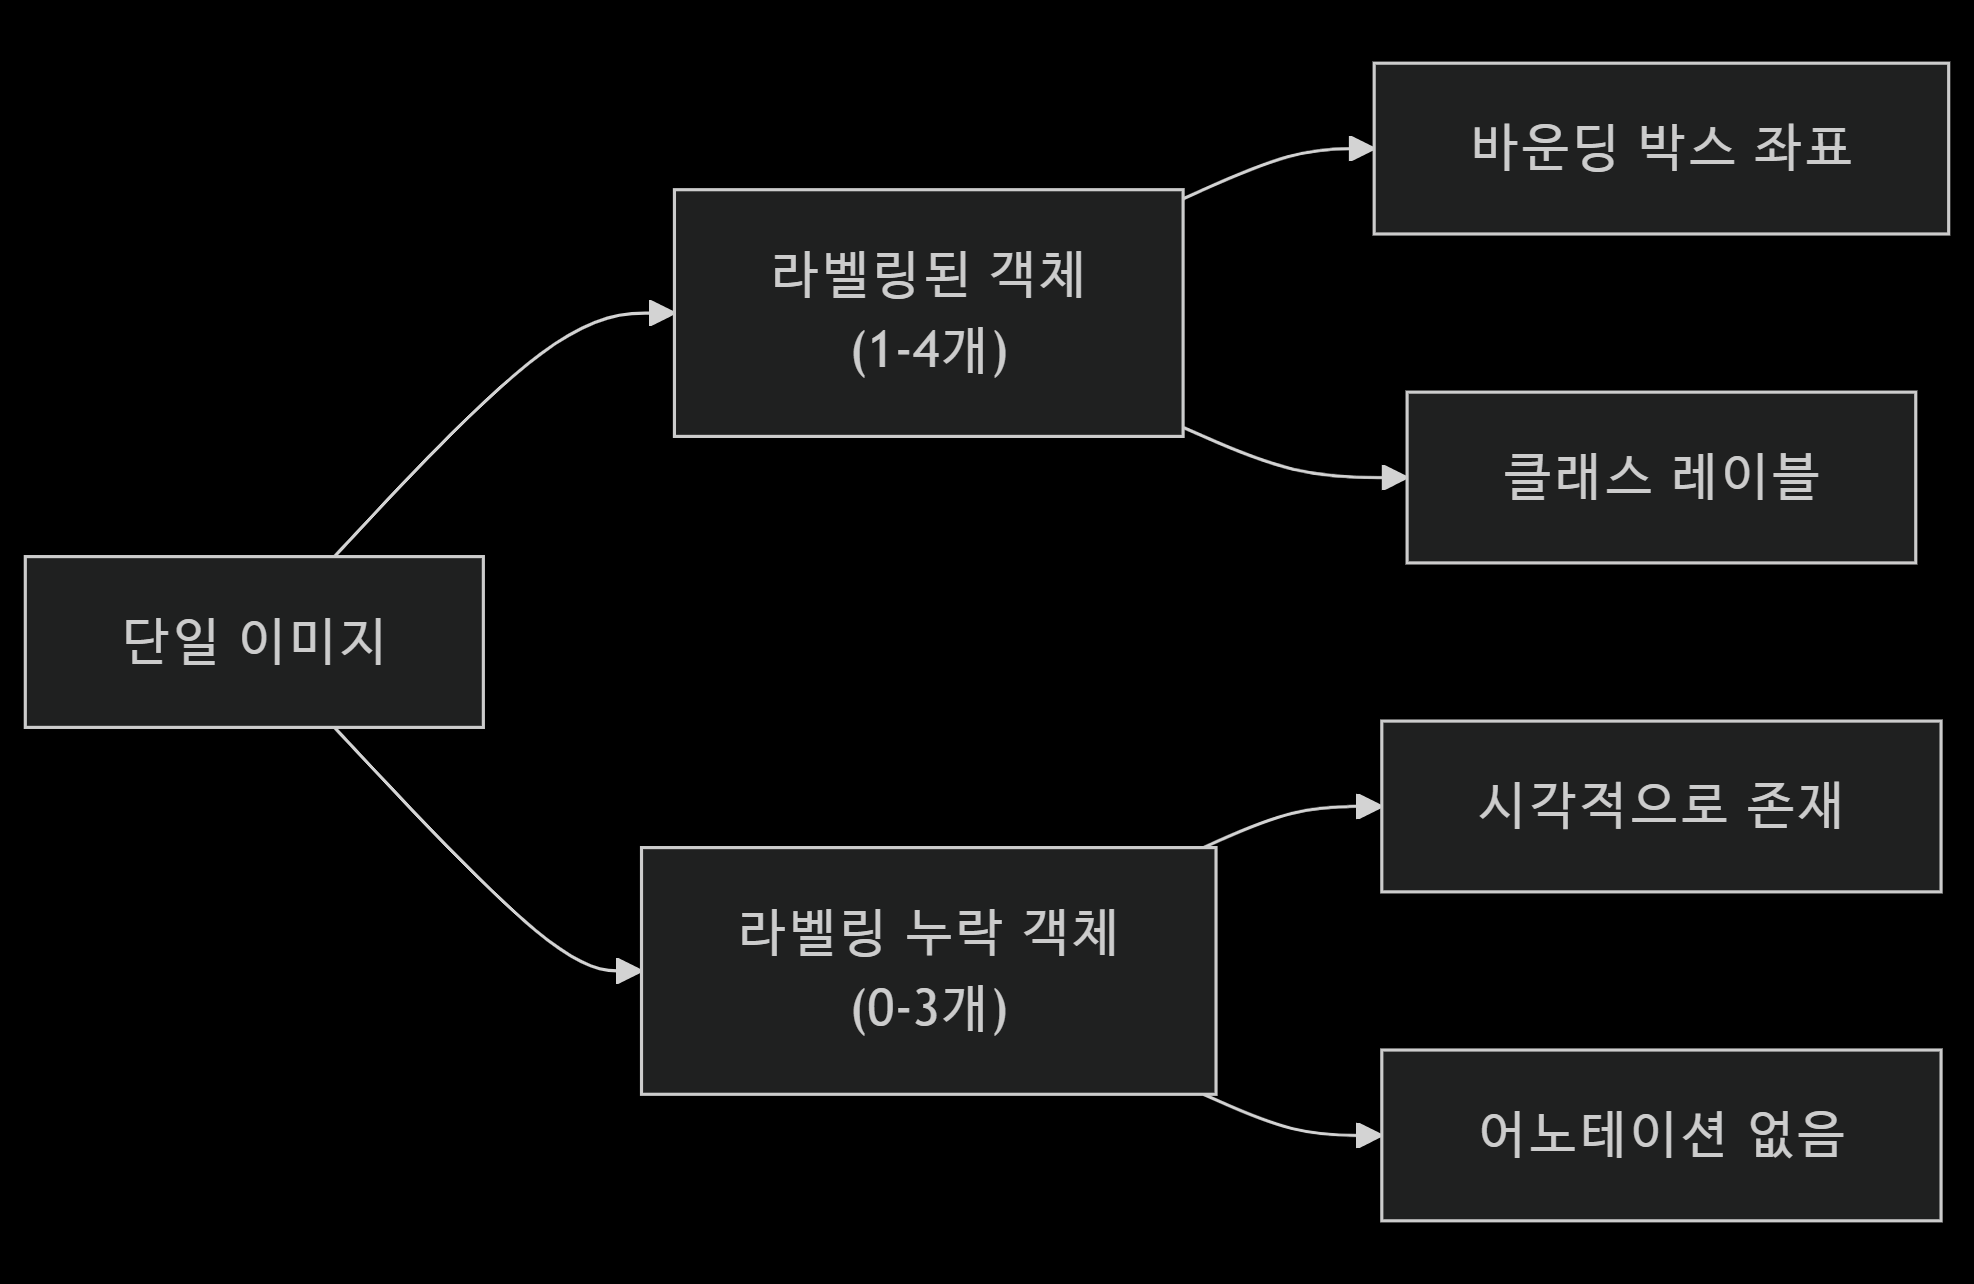 단일 이미지
라벨링된 객체
(1-4개)
바운딩 박스 좌표
클래스 레이블
라벨링 누락 객체
(0-3개)
시각적으로 존재
어노테이션 없음